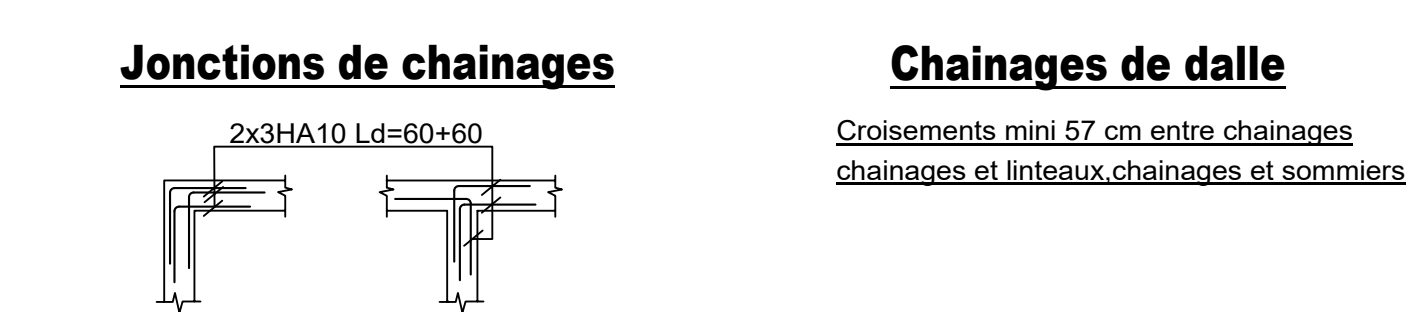 Jonctions de chainages
2x3HA10 Ld=60+60
Chainages de dalle
Croisements mini 57 cm entre chainages
chainages et linteaux,chainages et sommiers